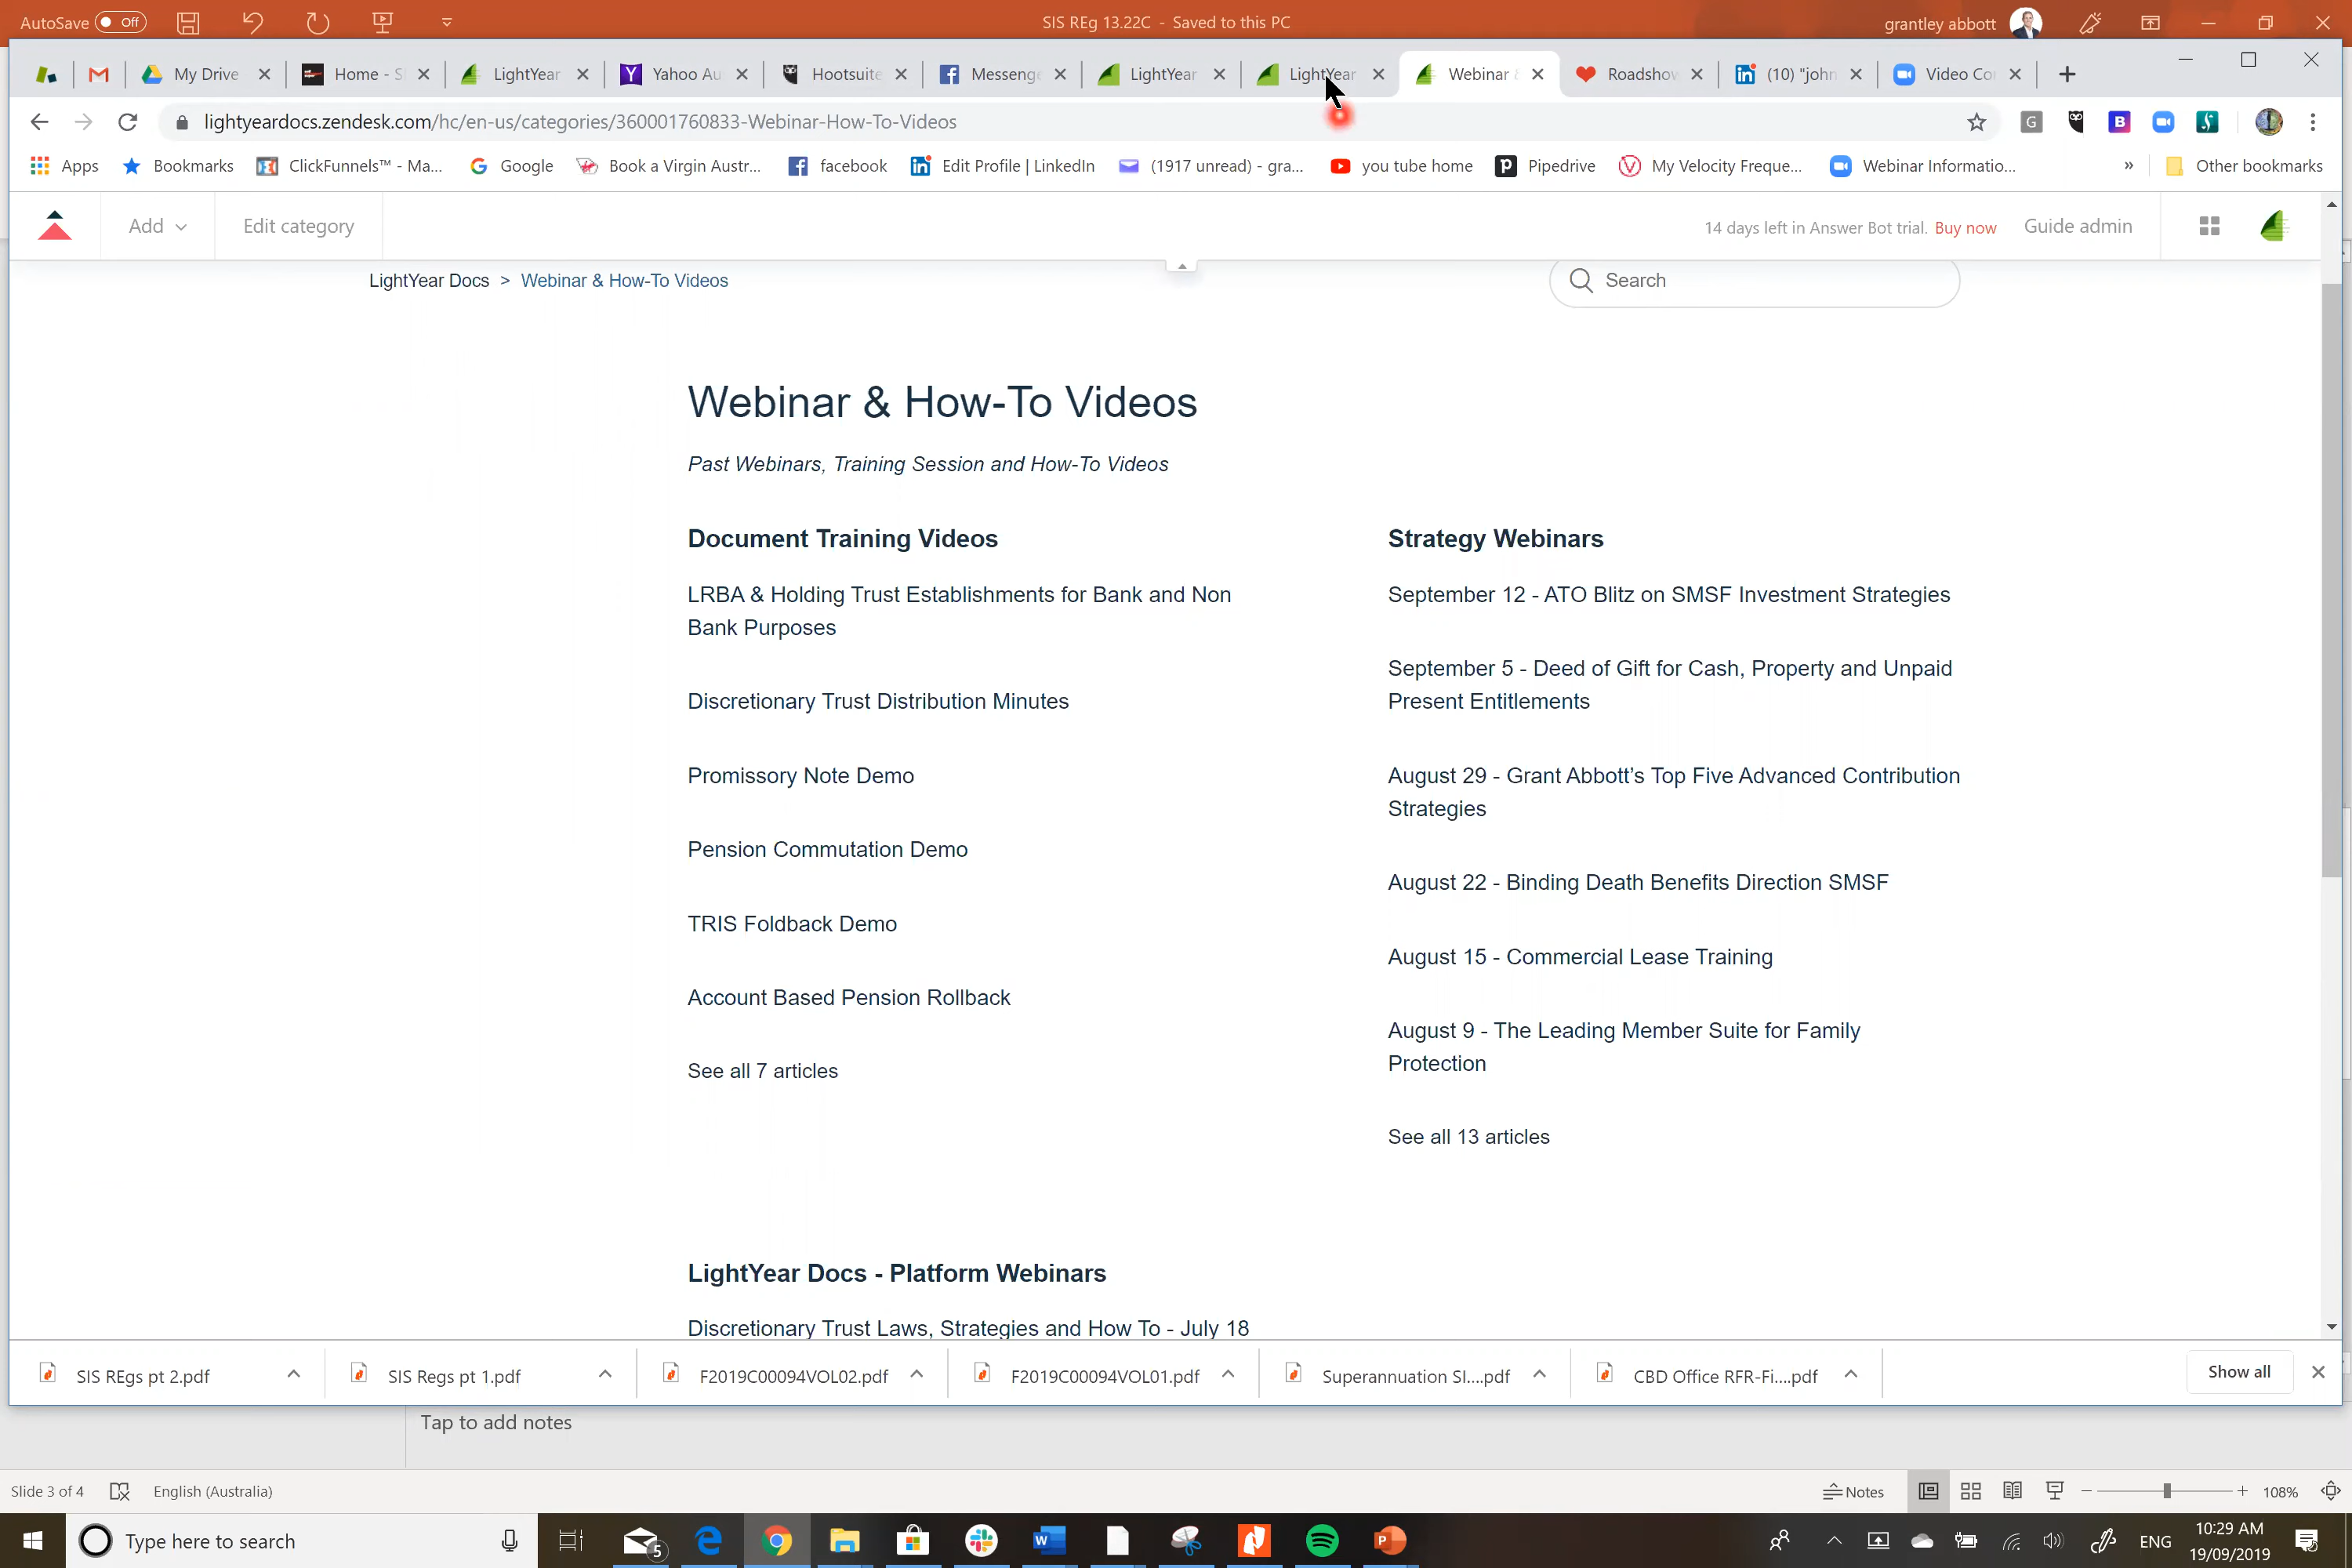 AutoSave Off
SIS REg 13.22C - Saved to this PC
grantley abbott
My Drive
Home - S
LightYear
Yahoo Au
Hootsuite
Messenge
LightYear
LightYear
Webinar &
Roadshow
(10) "john
Video Co
lightyeardocs.zendesk.com/hc/en-us/categories/360001760833-Webinar-How-To-Videos
Apps
Bookmarks
ClickFunnels™ - Ma...
Google
Book a Virgin Austr...
facebook
Edit Profile | LinkedIn
(1917 unread) - gra...
you tube home
Pipedrive
My Velocity Freque...
Webinar Informatio...
»
Other bookmarks
Add
Edit category
14 days left in Answer Bot trial. Buy now
Guide admin
LightYear Docs > Webinar & How-To Videos
Search
Webinar & How-To Videos
Past Webinars, Training Session and How-To Videos
Document Training Videos
LRBA & Holding Trust Establishments for Bank and Non
Bank Purposes
Discretionary Trust Distribution Minutes
Promissory Note Demo
Pension Commutation Demo
TRIS Foldback Demo
Account Based Pension Rollback
See all 7 articles
Strategy Webinars
September 12 - ATO Blitz on SMSF Investment Strategies
September 5 - Deed of Gift for Cash, Property and Unpaid
Present Entitlements
August 29 - Grant Abbott's Top Five Advanced Contribution
Strategies
August 22 - Binding Death Benefits Direction SMSF
August 15 - Commercial Lease Training
August 9 - The Leading Member Suite for Family
Protection
See all 13 articles
LightYear Docs - Platform Webinars
Discretionary Trust Laws, Strategies and How To - July 18
SIS REgs pt 2.pdf
SIS Regs pt 1.pdf
F2019C00094VOL02.pdf
F2019C00094VOL01.pdf
Superannuation SI....pdf
CBD Office RFR-Fi....pdf
Show all
Tap to add notes
Slide 3 of 4
English (Australia)
Notes
108%
Type here to search
5
ENG
10:29 AM
19/09/2019